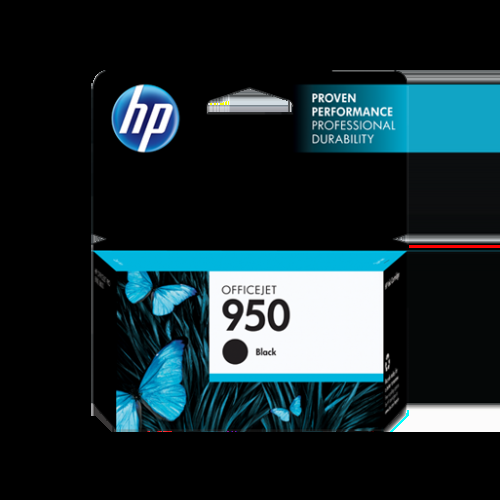 hp
PROVEN
PERFORMANCE
PROFESSIONAL
DURABILITY
OFFICEJET
950
Black